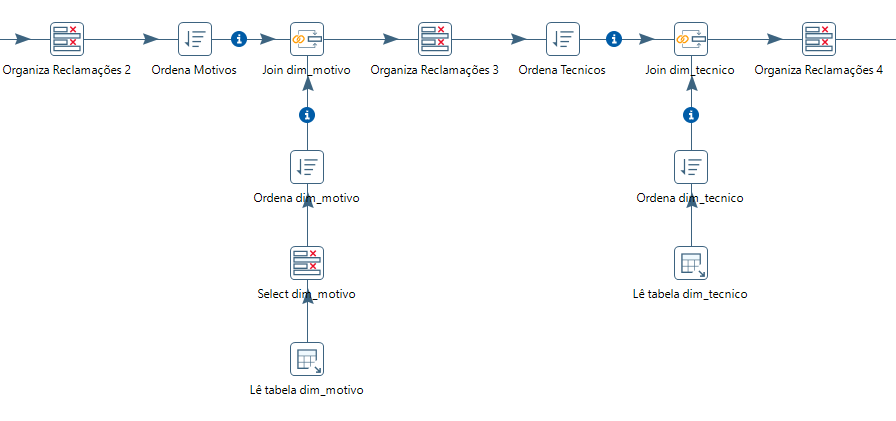 Organiza Reclamações 2
Ordena Motivos
Join dim_motivo
Organiza Reclamações 3
Ordena Tecnicos
Join dim_tecnico
Organiza Reclamações 4
Ordena dim_motivo
Ordena dim_tecnico
Select dim_motivo
Lê tabela dim_tecnico
Lê tabela dim_motivo